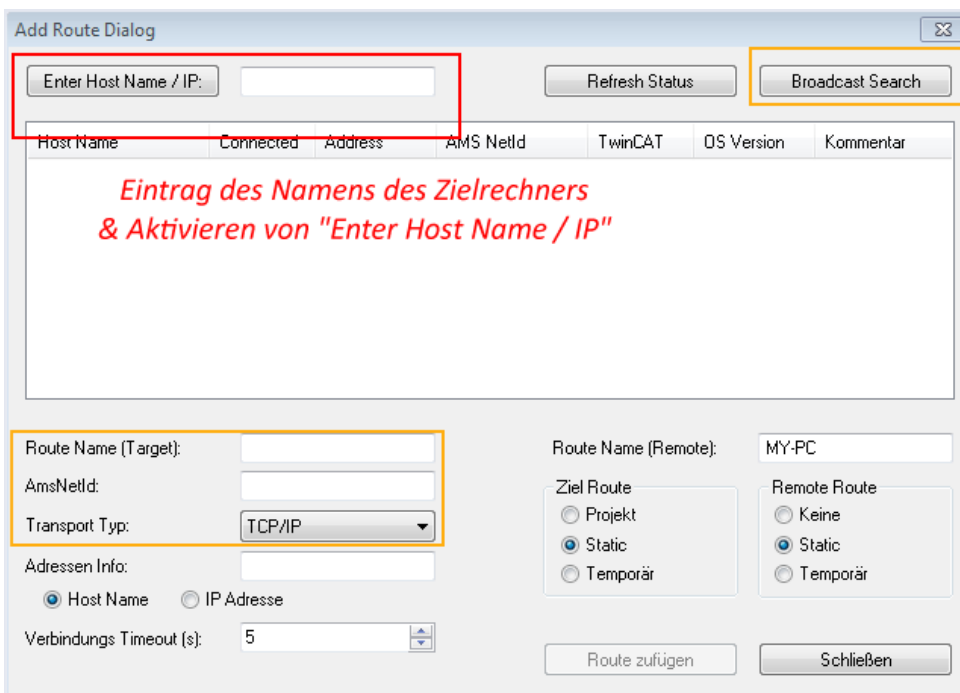 Add Route Dialog
Enter Host Name / IP:
Refresh Status
Broadcast Search
Host Name Connected Address AMS NetId TwinCAT OS Version Kommentar
Eintrag des Namens des Zielrechners
& Aktivieren von "Enter Host Name / IP"
Route Name (Target):
AmsNetId:
Transport Typ: TCP/IP
Adressen Info:
Host Name IP Adresse
Verbindungs Timeout (s): 5
Route Name (Remote): MY-PC
Ziel Route
Projekt
Static
Temporär
Remote Route
Keine
Static
Temporär
Route zufügen
Schließen